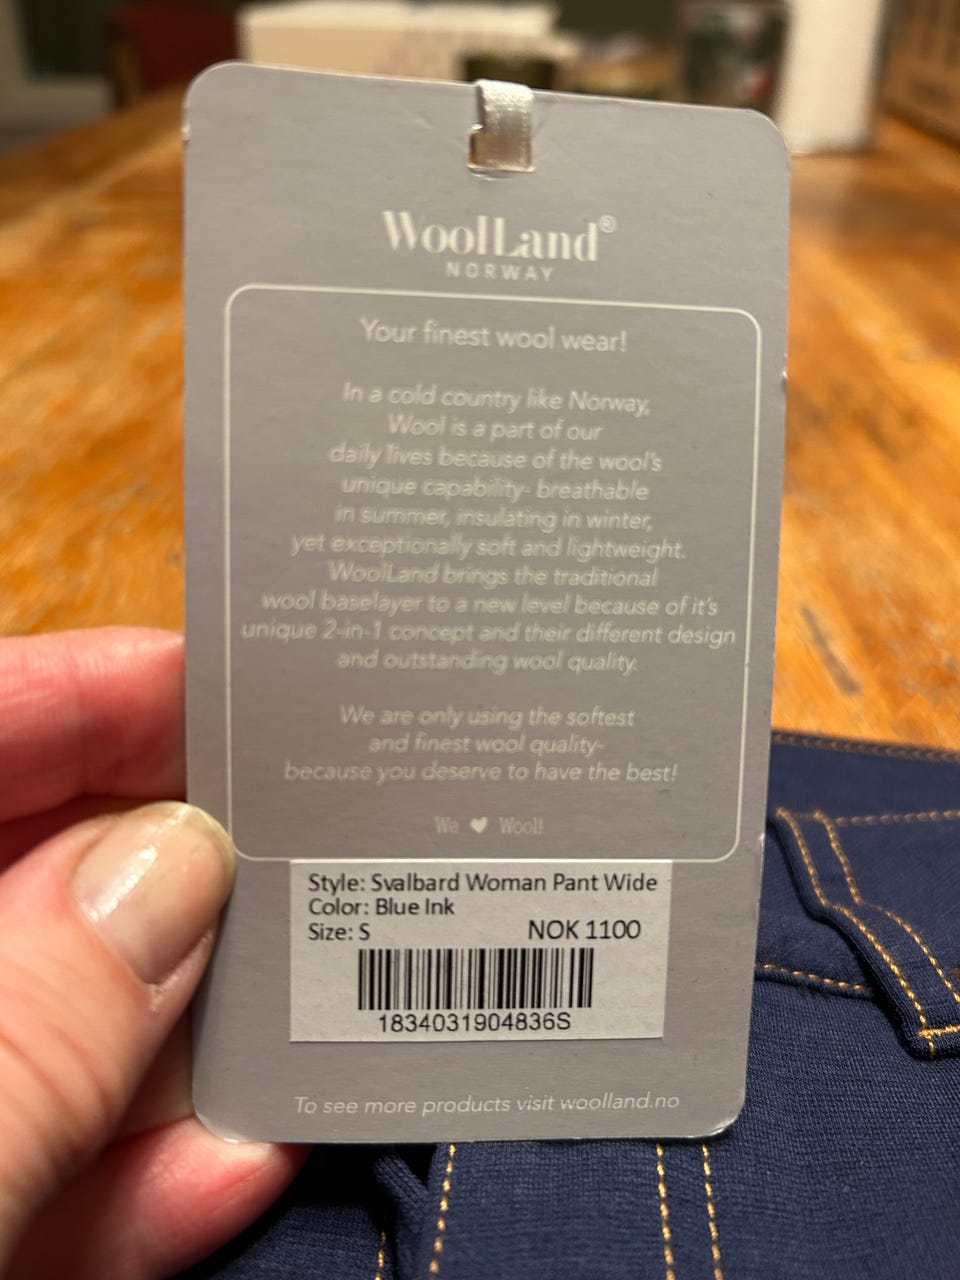 WoolLand®
NORWAY
Your finest wool wear!
In a cold country like Norway,
Wool is a part of our
daily lives because of the wool's
unique capability- breathable
in summer, insulating in winter,
yet exceptionally soft and lightweight.
WoolLand brings the traditional
wool baselayer to a new level because of it's
unique 2-in-1 concept and their different design
and outstanding wool quality.
We are only using the softest
and finest wool quality-
because you deserve to have the best!
We ♥ Wool!
Style: Svalbard Woman Pant Wide
Color: Blue Ink
Size: S NOK 1100
1834031904836S
To see more products visit woolland.no